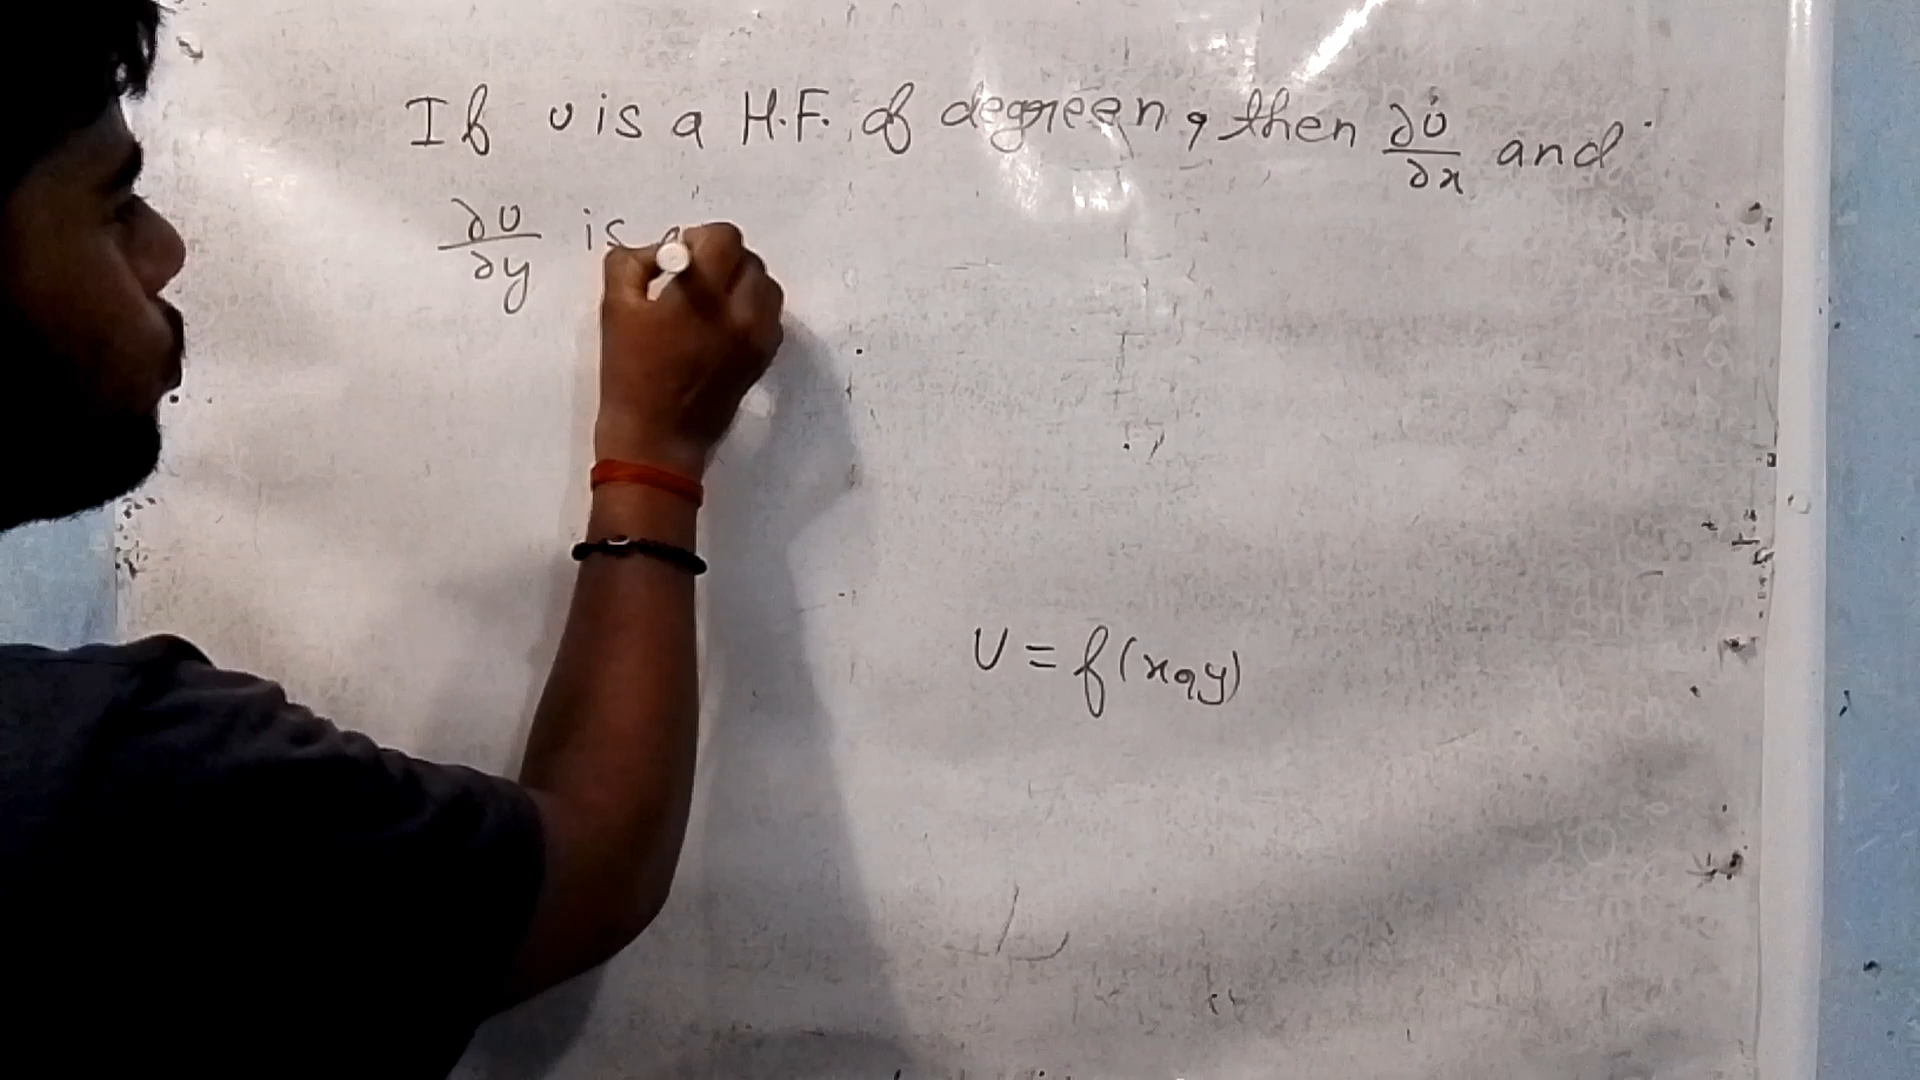 If u is a H.F. of degree n, then ∂u/∂x and
∂u/∂y is
U = f(x,y)